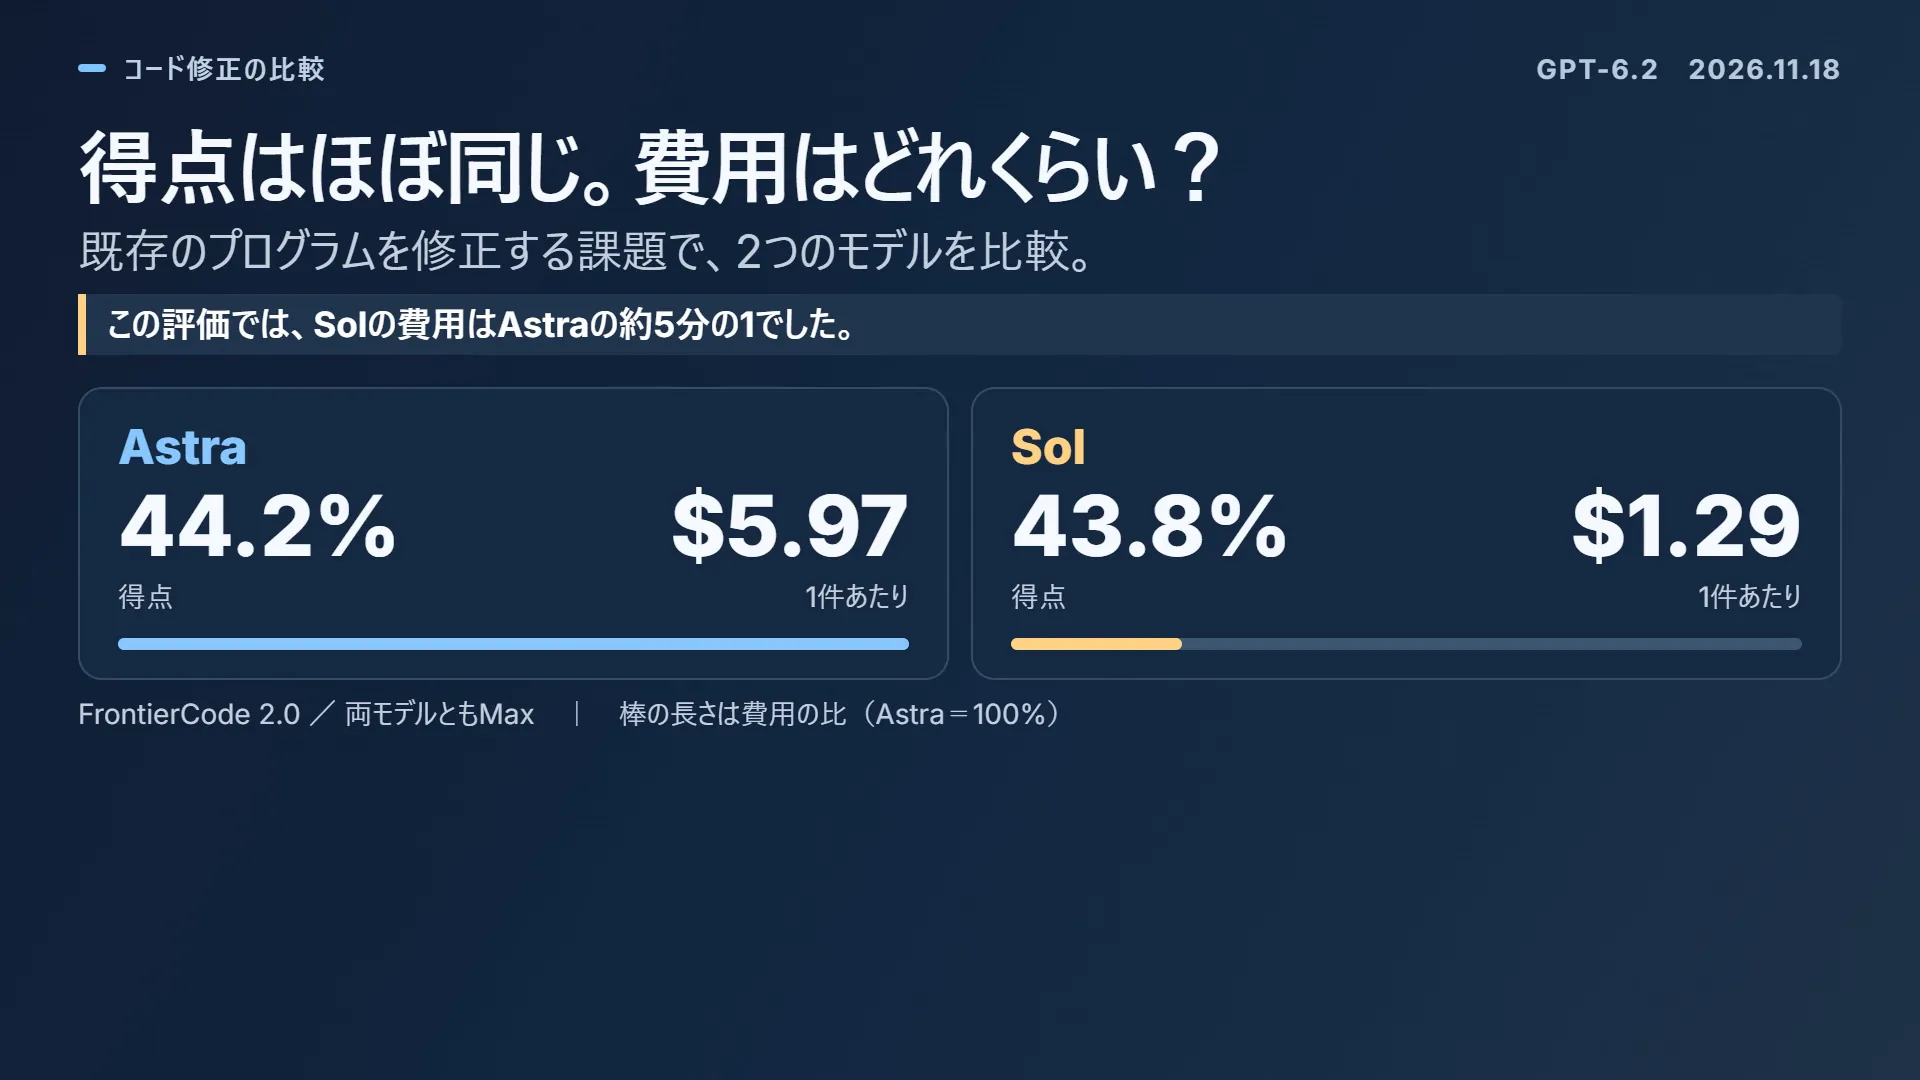 コード修正の比較
GPT-6.2 2026.11.18
得点はほぼ同じ。費用はどれくらい？
既存のプログラムを修正する課題で、2つのモデルを比較。
この評価では、Solの費用はAstraの約5分の1でした。
Astra
44.2%
$5.97
得点
1件あたり
Sol
43.8%
$1.29
得点
1件あたり
FrontierCode 2.0 ／ 両モデルともMax ｜ 棒の長さは費用の比（Astra＝100%）